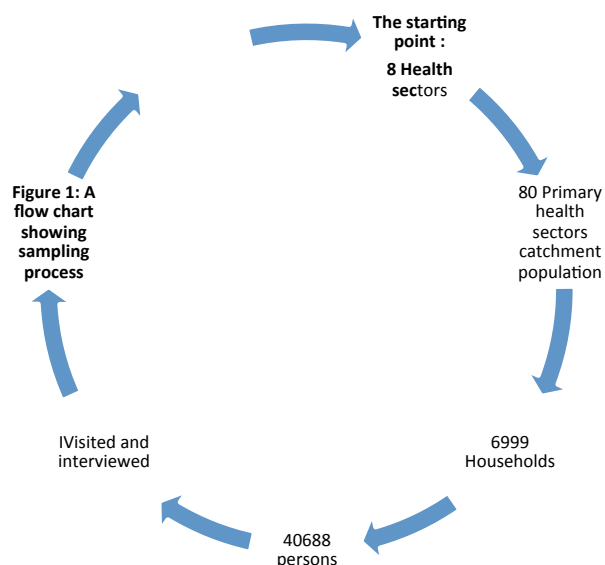 The starting
point :
8 Health
sectors
80 Primary
health
sectors
catchment
population
6999
Households
40688
persons
IVisited and
interviewed
Figure 1: A
flow chart
showing
sampling
process